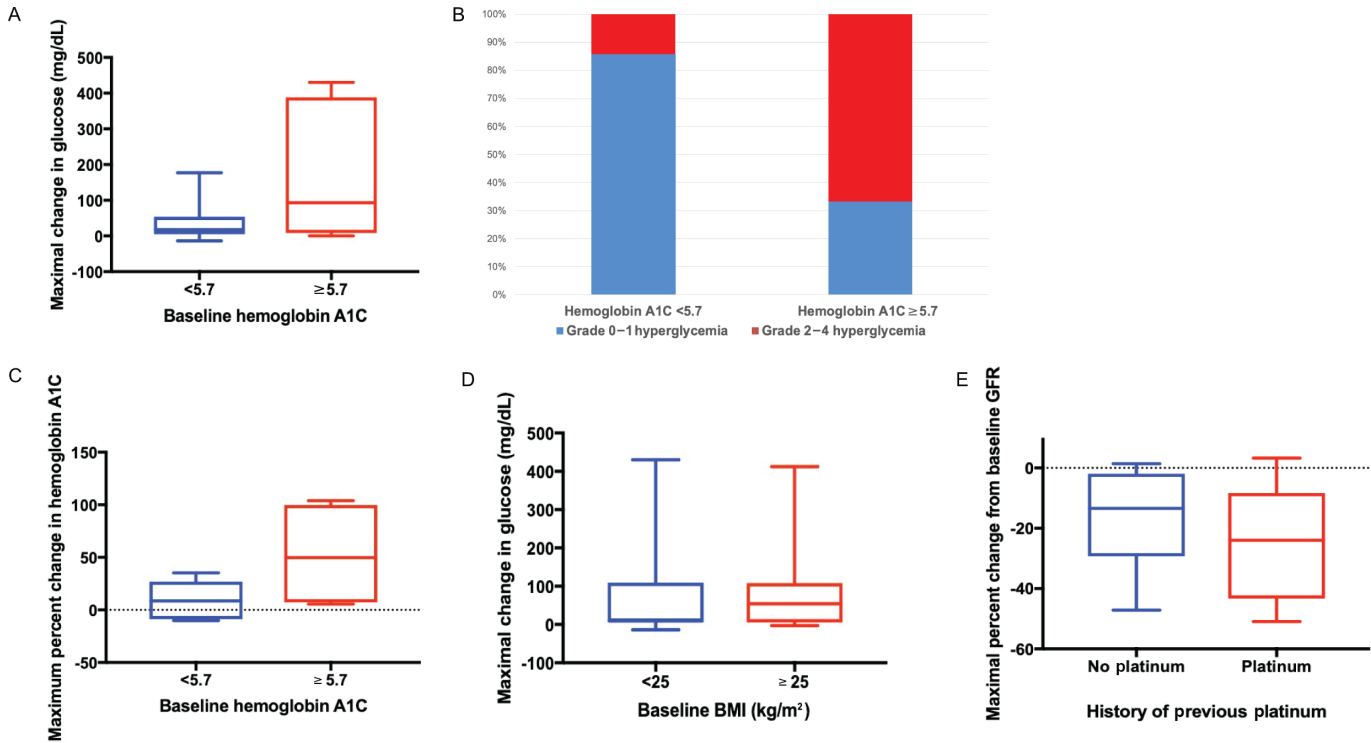 A
Maximal change in glucose (mg/dL)
500
400
300
200
100
0
-100
<5.7
≥5.7
Baseline hemoglobin A1C
B
100%
90%
80%
70%
60%
50%
40%
30%
20%
10%
0%
Hemoglobin A1C <5.7
Hemoglobin A1C ≥5.7
Grade 0–1 hyperglycemia
Grade 2–4 hyperglycemia
C
Maximum percent change in hemoglobin A1C
150
100
50
0
-50
<5.7
≥ 5.7
Baseline hemoglobin A1C
D
Maximal change in glucose (mg/dL)
500
400
300
200
100
0
-100
<25
≥ 25
Baseline BMI (kg/m²)
E
Maximal percent change from baseline GFR
0
-20
-40
-60
No platinum
Platinum
History of previous platinum